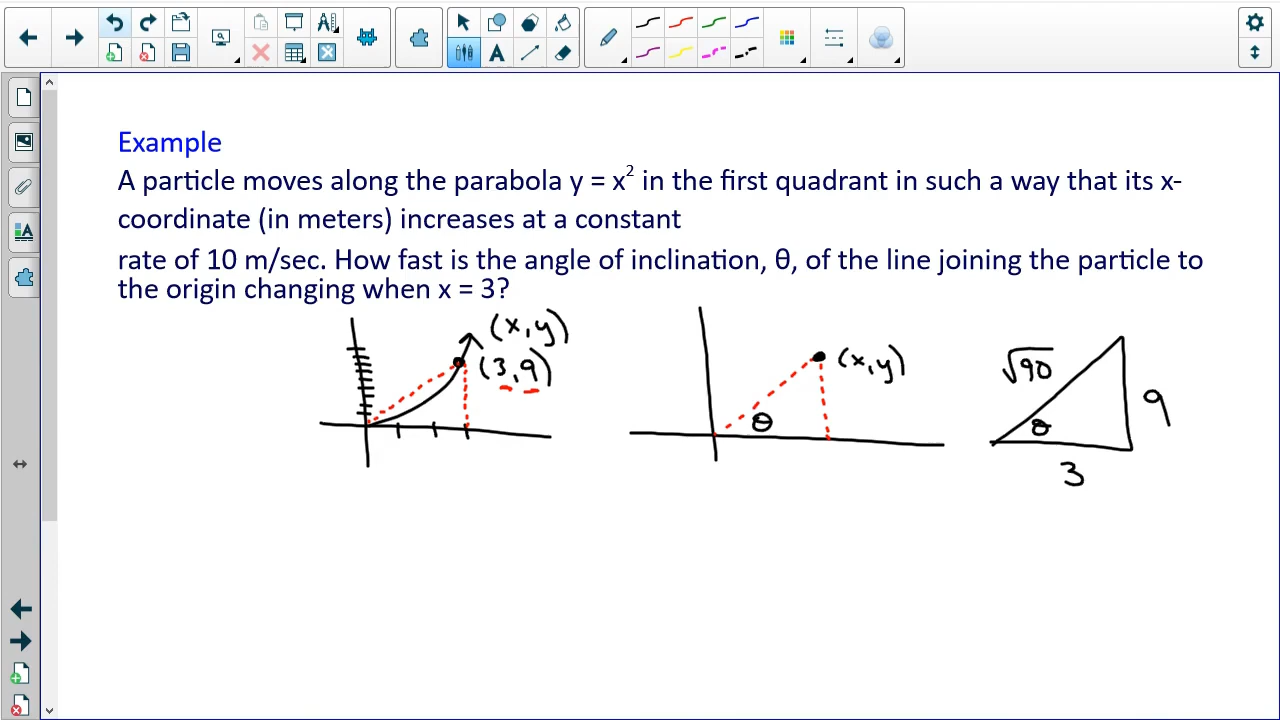 Example
A particle moves along the parabola y = x² in the first quadrant in such a way that its x-
coordinate (in meters) increases at a constant
rate of 10 m/sec. How fast is the angle of inclination, θ, of the line joining the particle to
the origin changing when x = 3?
(x,y)
(3,9)
(x,y)
θ
√90
9
θ
3